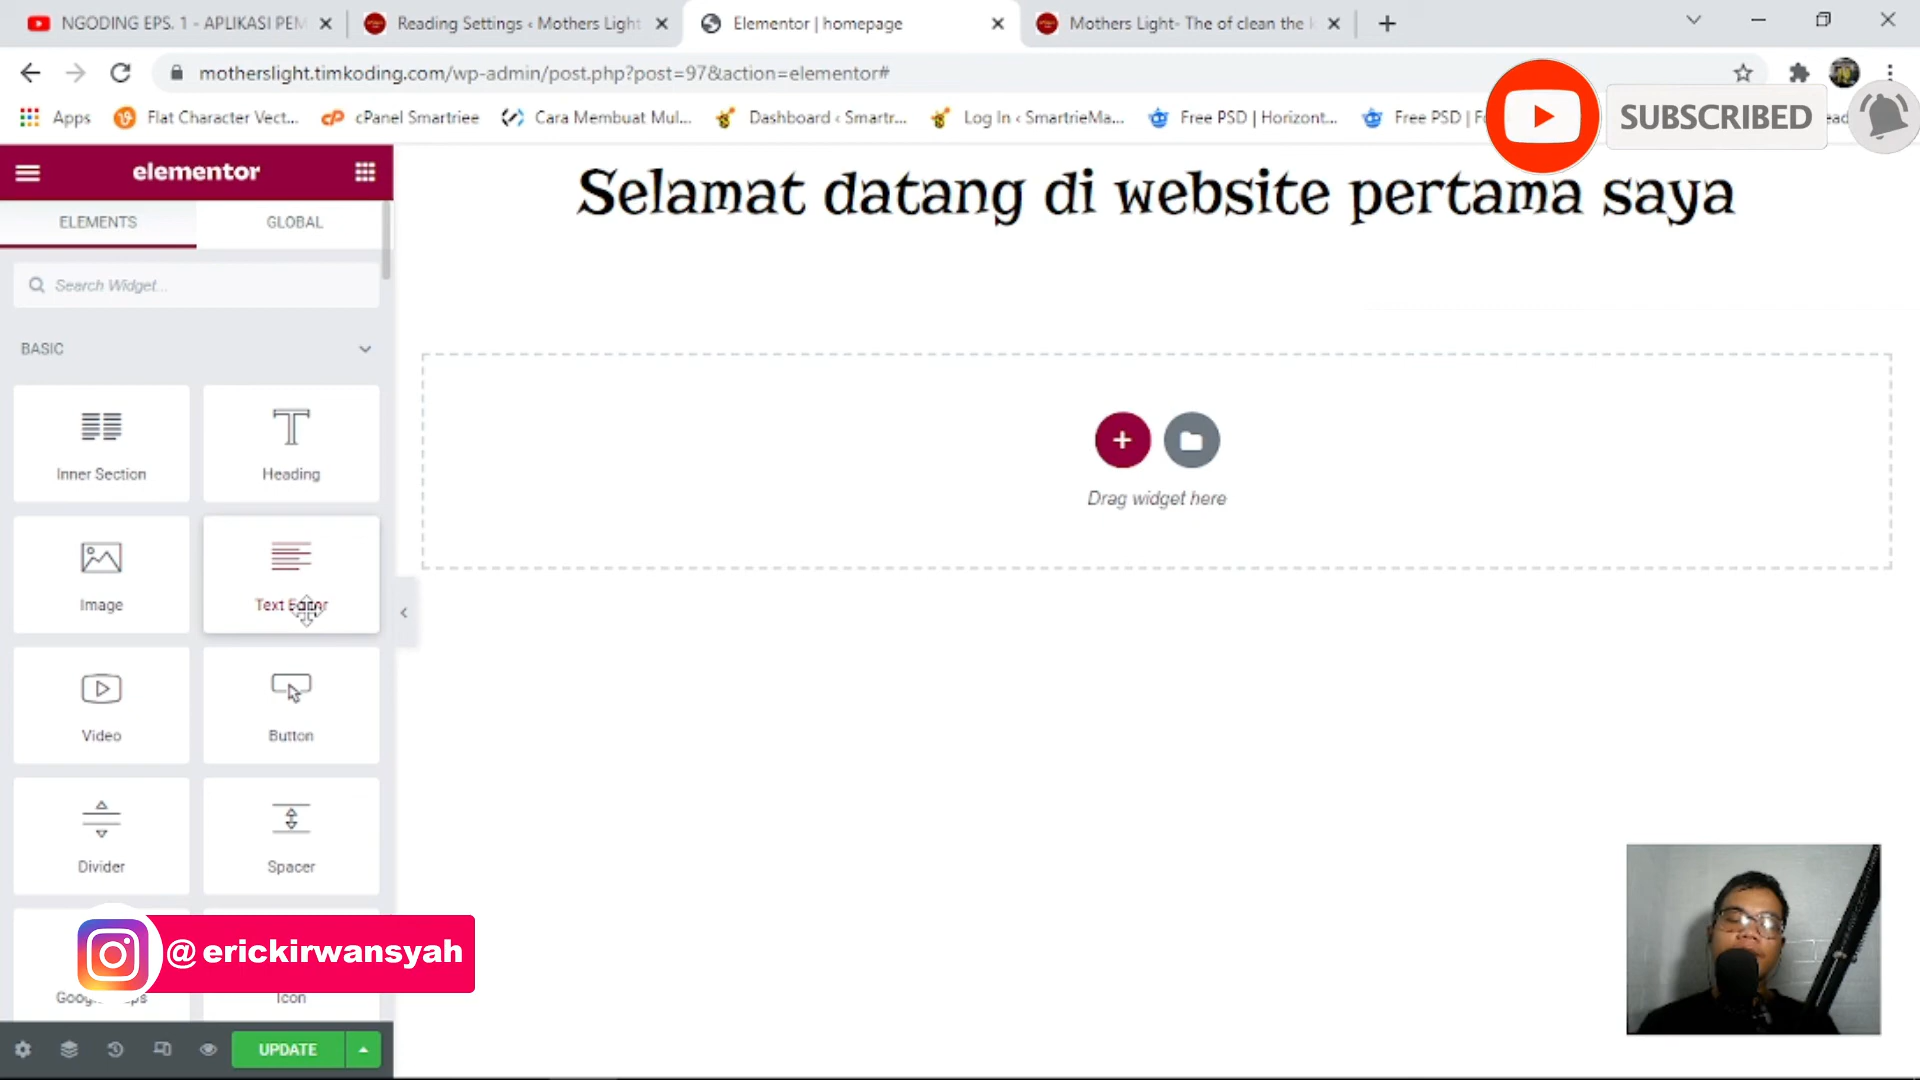 NGODING EPS. 1 - APLIKASI PEM
Reading Settings ‹ Mothers Light
Elementor | homepage
Mothers Light- The of clean the k
motherslight.timkoding.com/wp-admin/post.php?post=97&action=elementor#
Apps
Flat Character Vect...
cPanel Smartriee
Cara Membuat Mul...
Dashboard ‹ Smartr...
Log In ‹ SmartrieMa...
Free PSD | Horizont...
Free PSD | Fo
SUBSCRIBED
elementor
ELEMENTS
GLOBAL
Search Widget...
BASIC
Inner Section
Heading
Image
Text Editor
Video
Button
Divider
Spacer
Icon
@erickirwansyah
UPDATE
Selamat datang di website pertama saya
Drag widget here